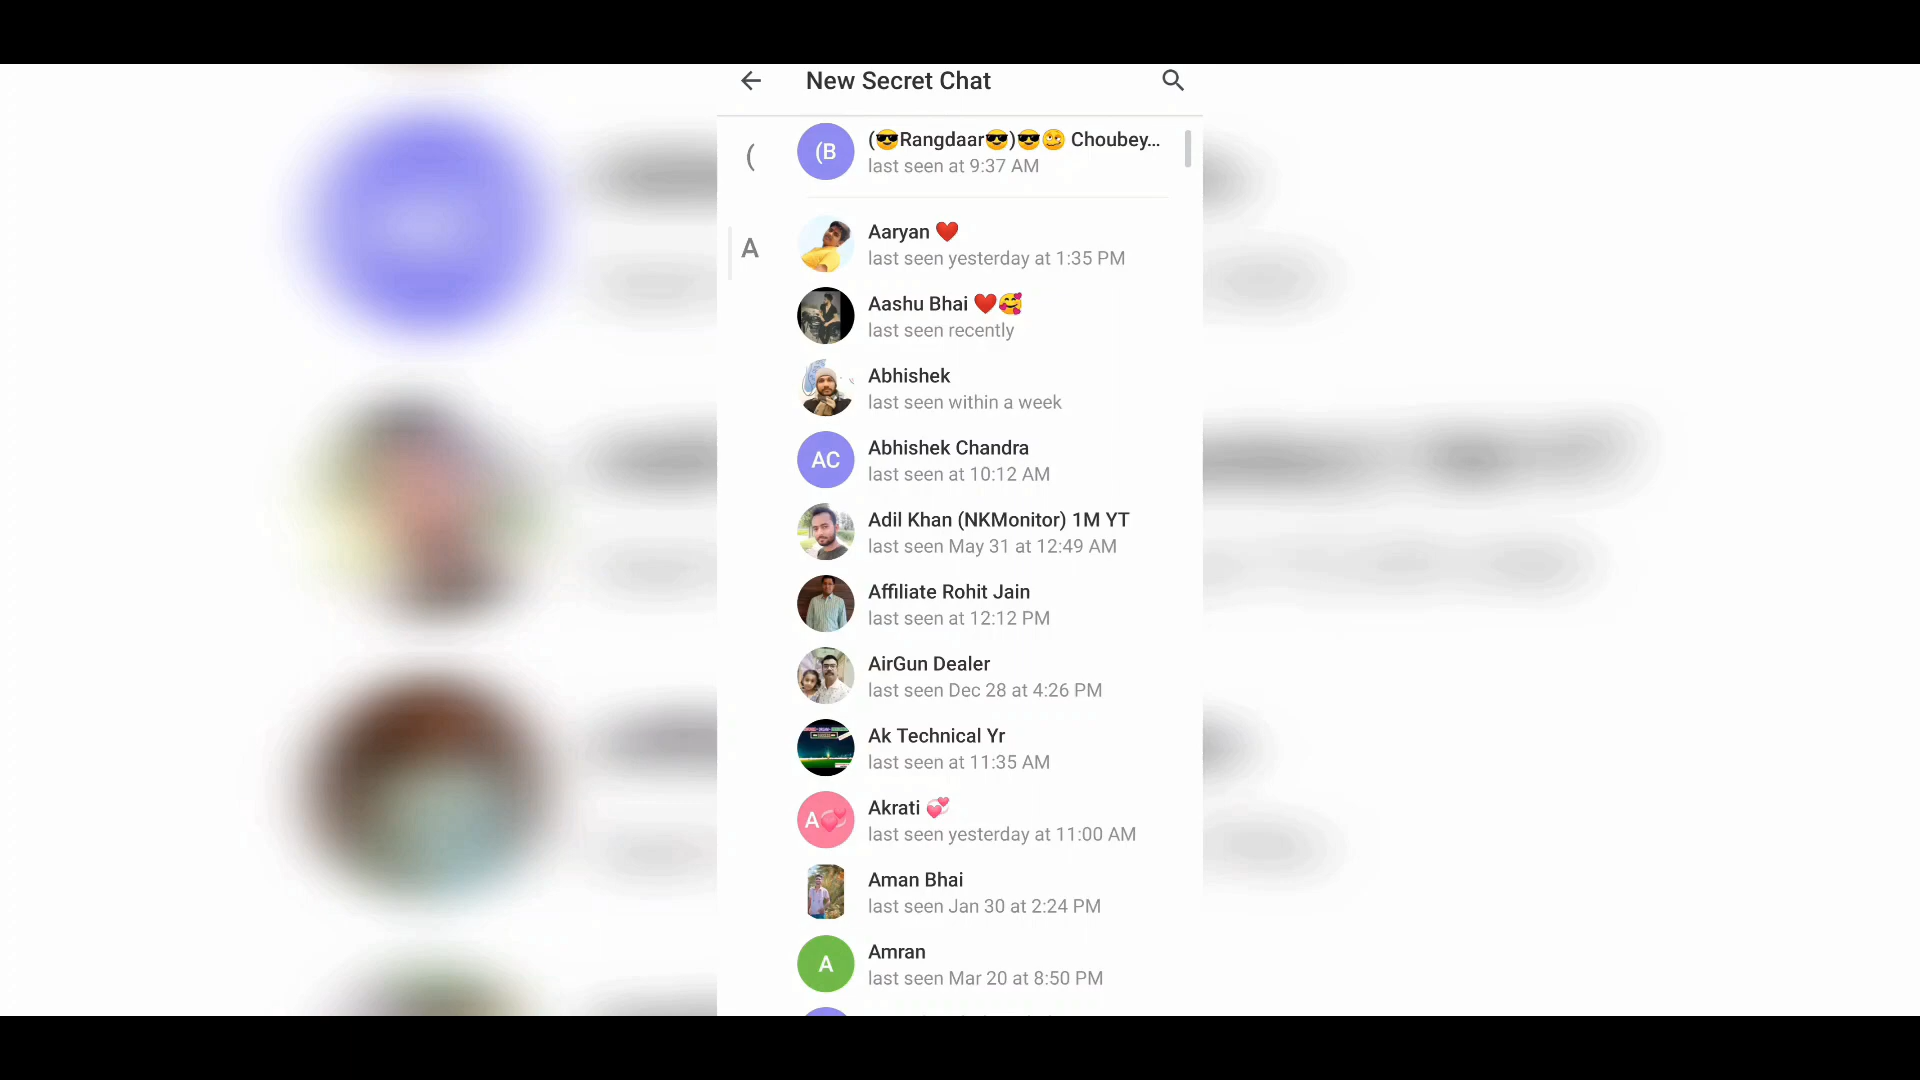 New Secret Chat
(
(B
(😎Rangdaar😎)😎🥴 Choubey...
last seen at 9:37 AM
A
Aaryan ❤️
last seen yesterday at 1:35 PM
Aashu Bhai ❤️🥰
last seen recently
Abhishek
last seen within a week
AC
Abhishek Chandra
last seen at 10:12 AM
Adil Khan (NKMonitor) 1M YT
last seen May 31 at 12:49 AM
Affiliate Rohit Jain
last seen at 12:12 PM
AirGun Dealer
last seen Dec 28 at 4:26 PM
Ak Technical Yr
last seen at 11:35 AM
A💞
Akrati 💞
last seen yesterday at 11:00 AM
Aman Bhai
last seen Jan 30 at 2:24 PM
A
Amran
last seen Mar 20 at 8:50 PM